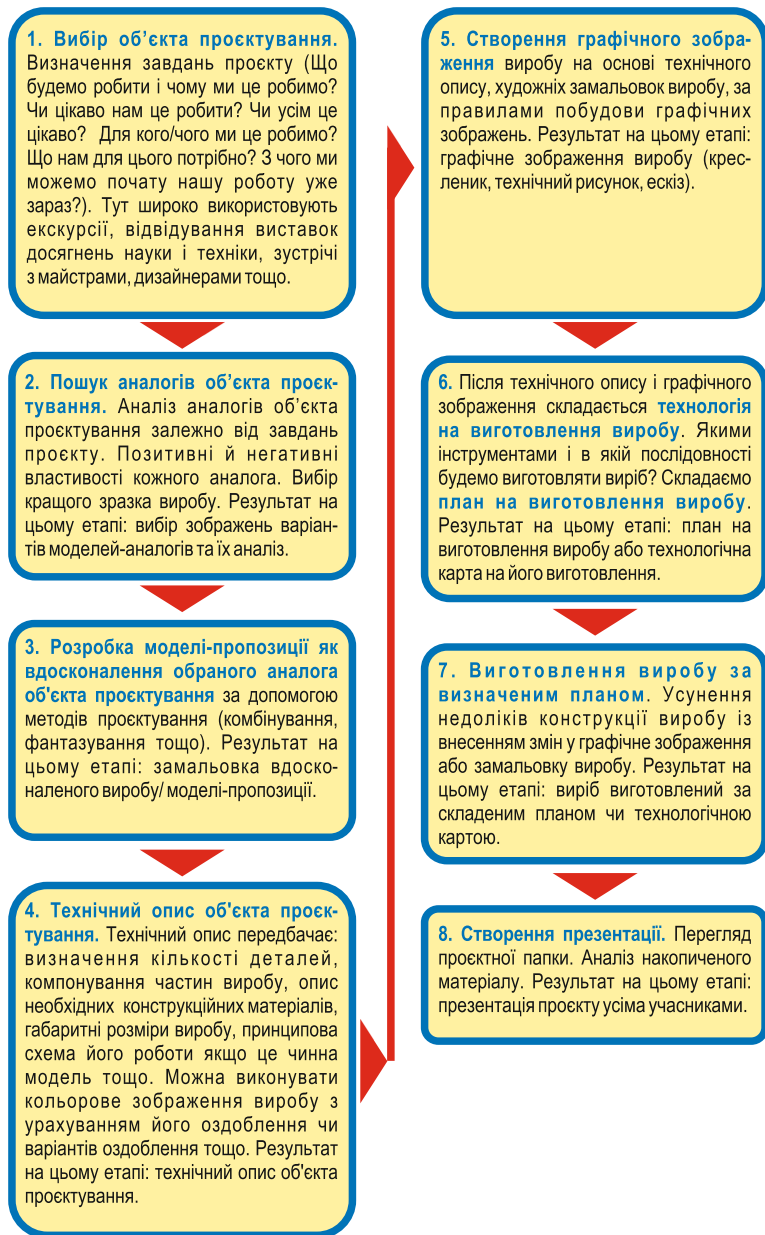 1. Вибір об’єкта проєктування.
Визначення завдань проєкту (Що
будемо робити і чому ми це робимо?
Чи цікаво нам це робити? Чи усім це
цікаво? Для кого/чого ми це робимо?
Що нам для цього потрібно? З чого ми
можемо почату нашу роботу уже
зараз?). Тут широко використовують
екскурсії, відвідування виставок
досягнень науки і техніки, зустрічі
з майстрами, дизайнерами тощо.
2. Пошук аналогів об’єкта проєк-
тування. Аналіз аналогів об’єкта
проєктування залежно від завдань
проєкту. Позитивні й негативні
властивості кожного аналога. Вибір
кращого зразка виробу. Результат на
цьому етапі: вибір зображень варіан-
тів моделей-аналогів та їх аналіз.
3. Розробка моделі-пропозиції як
вдосконалення обраного аналога
об'єкта проєктування за допомогою
методів проєктування (комбінування,
фантазування тощо). Результат на
цьому етапі: замальовка вдоско-
наленого виробу/ моделі-пропозиції.
4. Технічний опис об'єкта проєк-
тування. Технічний опис передбачає:
визначення кількості деталей,
компонування частин виробу, опис
необхідних конструкційних матеріалів,
габаритні розміри виробу, принципова
схема його роботи якщо це чинна
модель тощо. Можна виконувати
кольорове зображення виробу з
урахуванням його оздоблення чи
варіантів оздоблення тощо. Результат
на цьому етапі: технічний опис об'єкта
проєктування.
5. Створення графічного зобра-
ження виробу на основі технічного
опису, художніх замальовок виробу, за
правилами побудови графічних
зображень. Результат на цьому етапі:
графічне зображення виробу (крес-
леник, технічний рисунок, ескіз).
6. Після технічного опису і графічного
зображення складається технологія
на виготовлення виробу. Якими
інструментами і в якій послідовності
будемо виготовляти виріб? Складаємо
план на виготовлення виробу.
Результат на цьому етапі: план на
виготовлення виробу або технологічна
карта на його виготовлення.
7. Виготовлення виробу за
визначеним планом. Усунення
недоліків конструкції виробу із
внесенням змін у графічне зображення
або замальовку виробу. Результат на
цьому етапі: виріб виготовлений за
складеним планом чи технологічною
картою.
8. Створення презентації. Перегляд
проєктної папки. Аналіз накопиченого
матеріалу. Результат на цьому етапі:
презентація проєкту усіма учасниками.